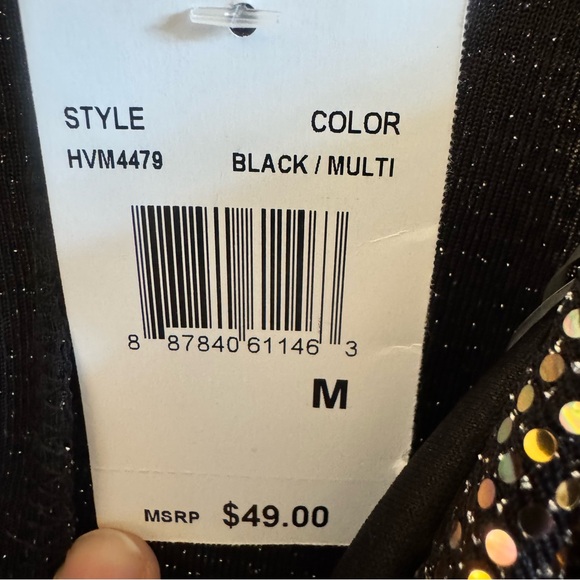 STYLE COLOR
HVM4479 BLACK / MULTI
8 87840 61146 3
M
MSRP $49.00